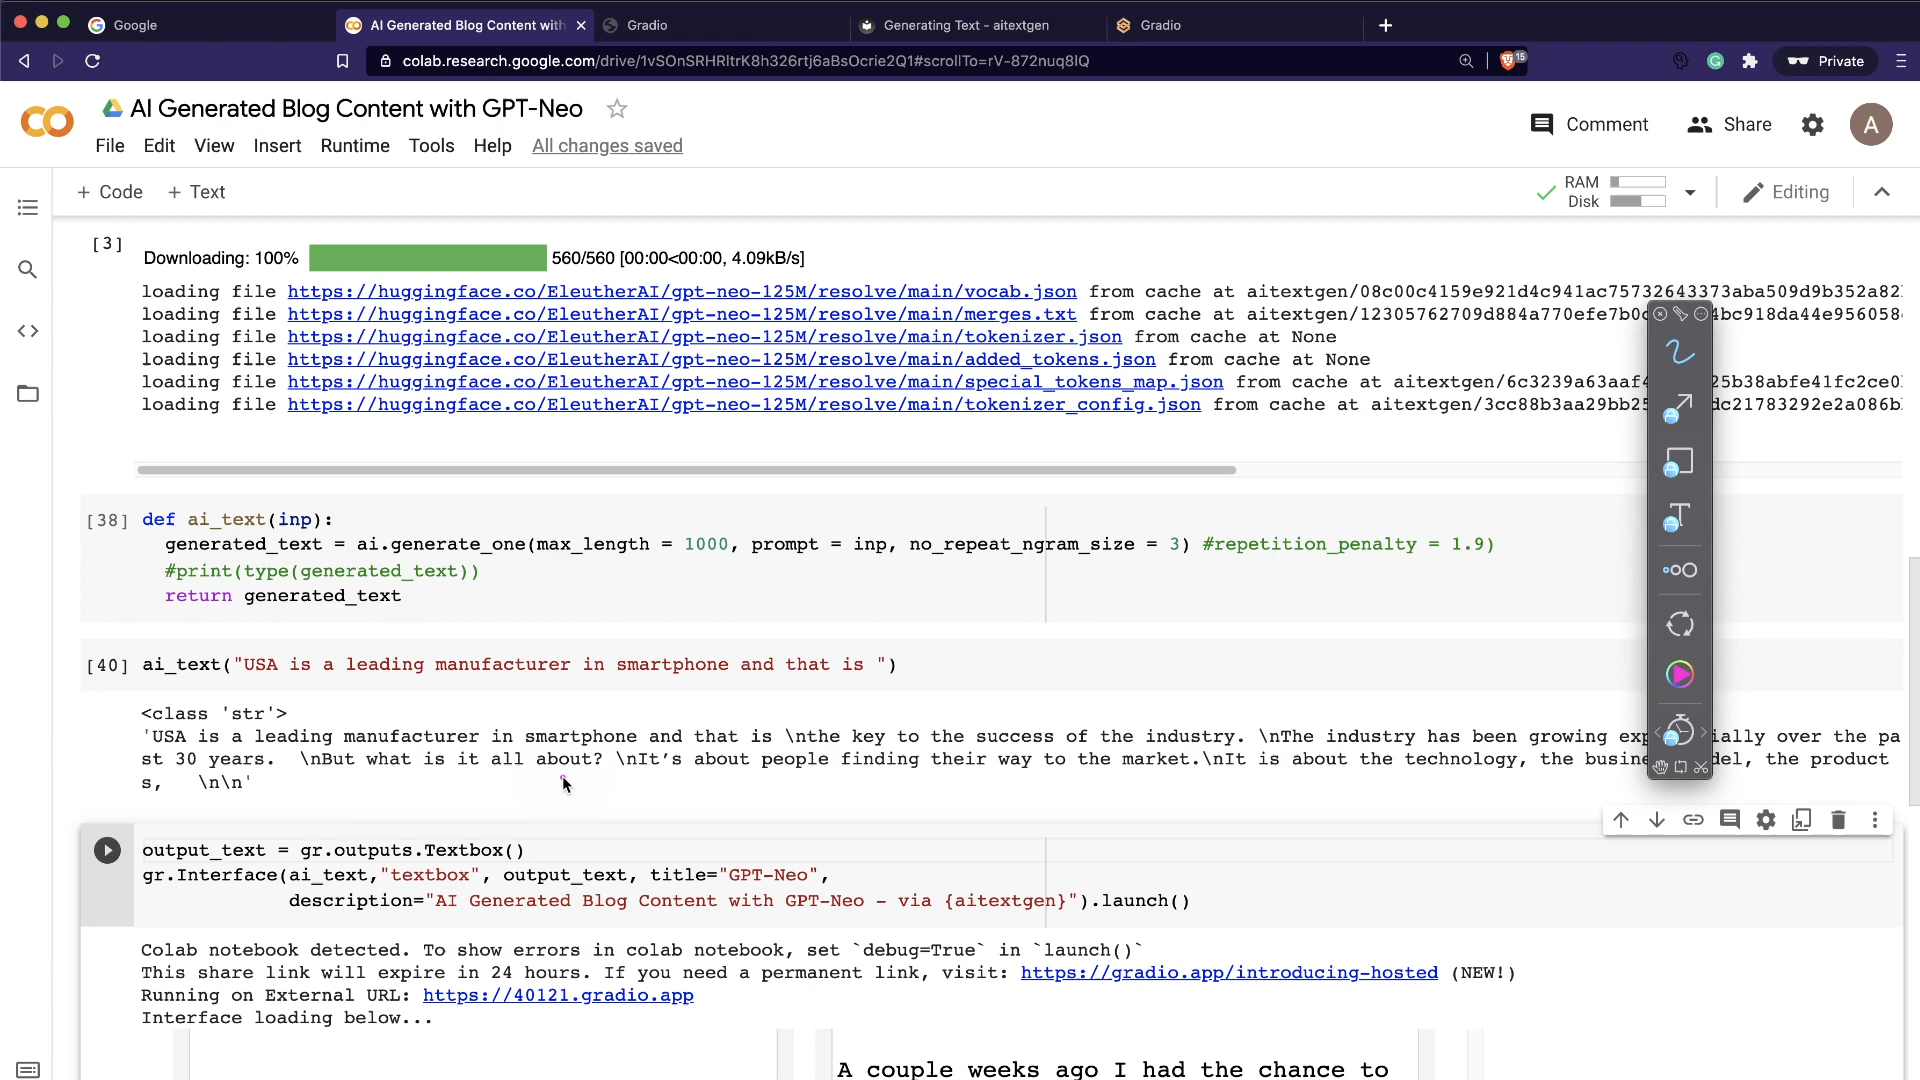 Google
AI Generated Blog Content with
Gradio
Generating Text - aitextgen
Gradio
colab.research.google.com/drive/1vSOnSRHRltrK8h326rtj6aBsOcrie2Q1#scrollTo=rV-872nuq8lQ
15
Private
AI Generated Blog Content with GPT-Neo
Comment
Share
A
File Edit View Insert Runtime Tools Help All changes saved
+ Code + Text
RAM
Disk
Editing
[3]
Downloading: 100% 560/560 [00:00<00:00, 4.09kB/s]
loading file https://huggingface.co/EleutherAI/gpt-neo-125M/resolve/main/vocab.json from cache at aitextgen/08c00c4159e921d4c941ac75732643373aba509d9b352a82
loading file https://huggingface.co/EleutherAI/gpt-neo-125M/resolve/main/merges.txt from cache at aitextgen/12305762709d884a770efe7b0 4bc918da44e956058
loading file https://huggingface.co/EleutherAI/gpt-neo-125M/resolve/main/tokenizer.json from cache at None
loading file https://huggingface.co/EleutherAI/gpt-neo-125M/resolve/main/added_tokens.json from cache at None
loading file https://huggingface.co/EleutherAI/gpt-neo-125M/resolve/main/special_tokens_map.json from cache at aitextgen/6c3239a63aaf4 25b38abfe41fc2ce0
loading file https://huggingface.co/EleutherAI/gpt-neo-125M/resolve/main/tokenizer_config.json from cache at aitextgen/3cc88b3aa29bb25 dc21783292e2a086b
[38] def ai_text(inp):
generated_text = ai.generate_one(max_length = 1000, prompt = inp, no_repeat_ngram_size = 3) #repetition_penalty = 1.9)
#print(type(generated_text))
return generated_text
[40] ai_text("USA is a leading manufacturer in smartphone and that is ")
<class 'str'>
'USA is a leading manufacturer in smartphone and that is \nthe key to the success of the industry. \nThe industry has been growing exp ially over the pa
st 30 years.  \nBut what is it all about? \nIt’s about people finding their way to the market.\nIt is about the technology, the busine del, the product
s,   \n\n'
output_text = gr.outputs.Textbox()
gr.Interface(ai_text,"textbox", output_text, title="GPT-Neo",
description="AI Generated Blog Content with GPT-Neo - via {aitextgen}").launch()
Colab notebook detected. To show errors in colab notebook, set `debug=True` in `launch()`
This share link will expire in 24 hours. If you need a permanent link, visit: https://gradio.app/introducing-hosted (NEW!)
Running on External URL: https://40121.gradio.app
Interface loading below...
A couple weeks ago I had the chance to